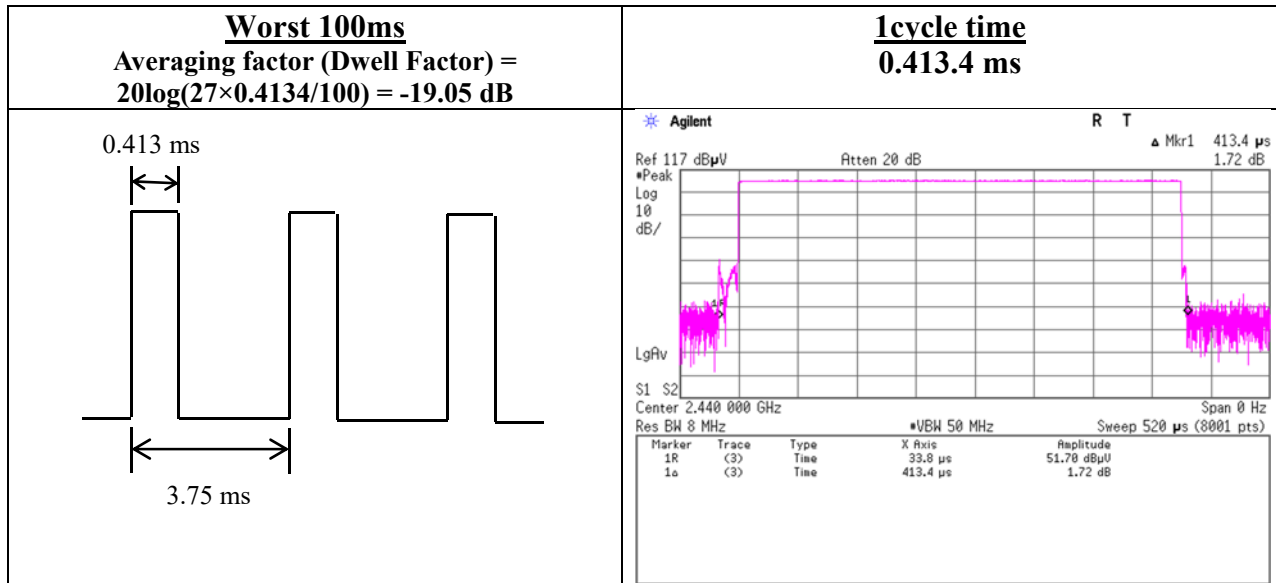 Worst 100ms
Averaging factor (Dwell Factor) =
20log(27×0.4134/100) = -19.05 dB
1cycle time
0.413.4 ms
0.413 ms
3.75 ms
Agilent R T
Δ Mkr1 413.4 µs
Ref 117 dBµV Atten 20 dB 1.72 dB
#Peak
Log
10
dB/
1R
1
LgAv
S1 S2
Center 2.440 000 GHz Span 0 Hz
Res BW 8 MHz #VBW 50 MHz Sweep 520 µs (8001 pts)
Marker Trace Type X Axis Amplitude
1R (3) Time 33.8 µs 51.70 dBµV
1Δ (3) Time 413.4 µs 1.72 dB